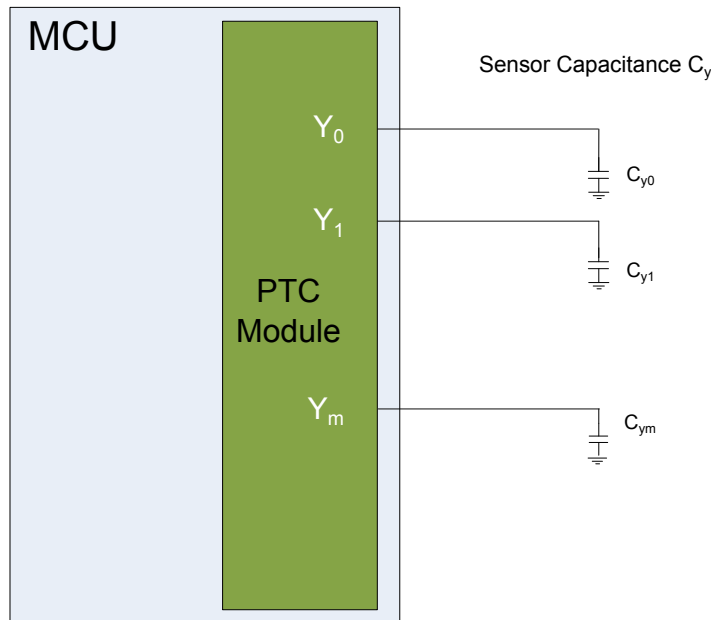 MCU
Sensor Capacitance Cy
Y0
Cy0
Y1
Cy1
PTC
Module
Ym
Cym